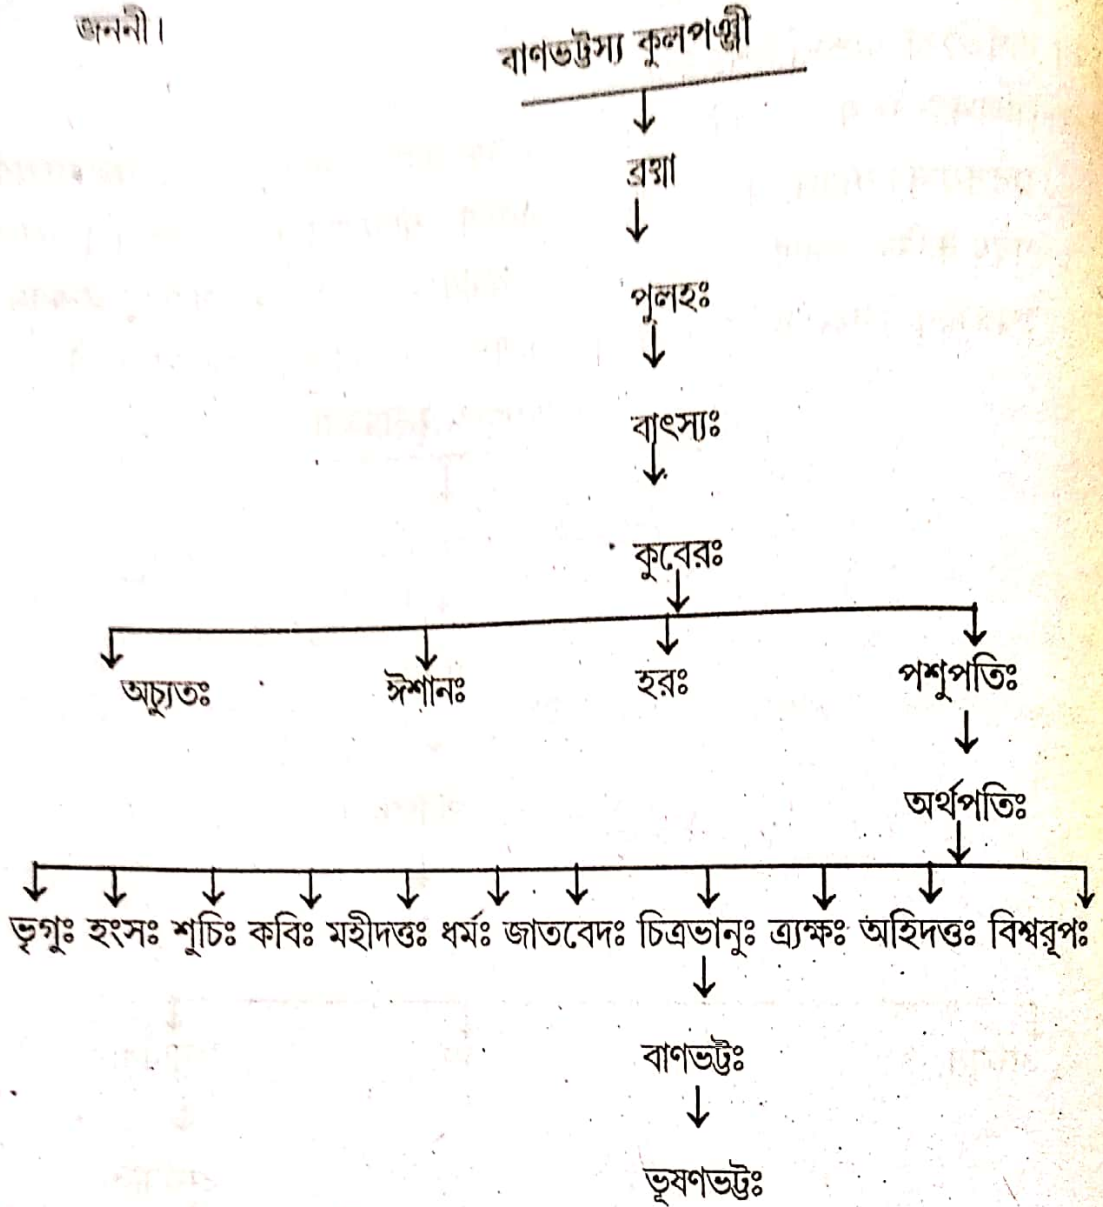 জননী।
বাণভট্টস্য কুলপঞ্জী
ব্রহ্মা
পুলহঃ
বাৎস্যঃ
কুবেরঃ
অচ্যুতঃ ঈশানঃ হরঃ পশুপতিঃ
অর্থপতিঃ
ভৃগুঃ হংসঃ শুচিঃ কবিঃ মহীদত্তঃ ধর্মঃ জাতবেদঃ চিত্রভানুঃ ত্র্যক্ষঃ অহিদত্তঃ বিশ্বরূপঃ
বাণভট্টঃ
ভূষণভট্টঃ